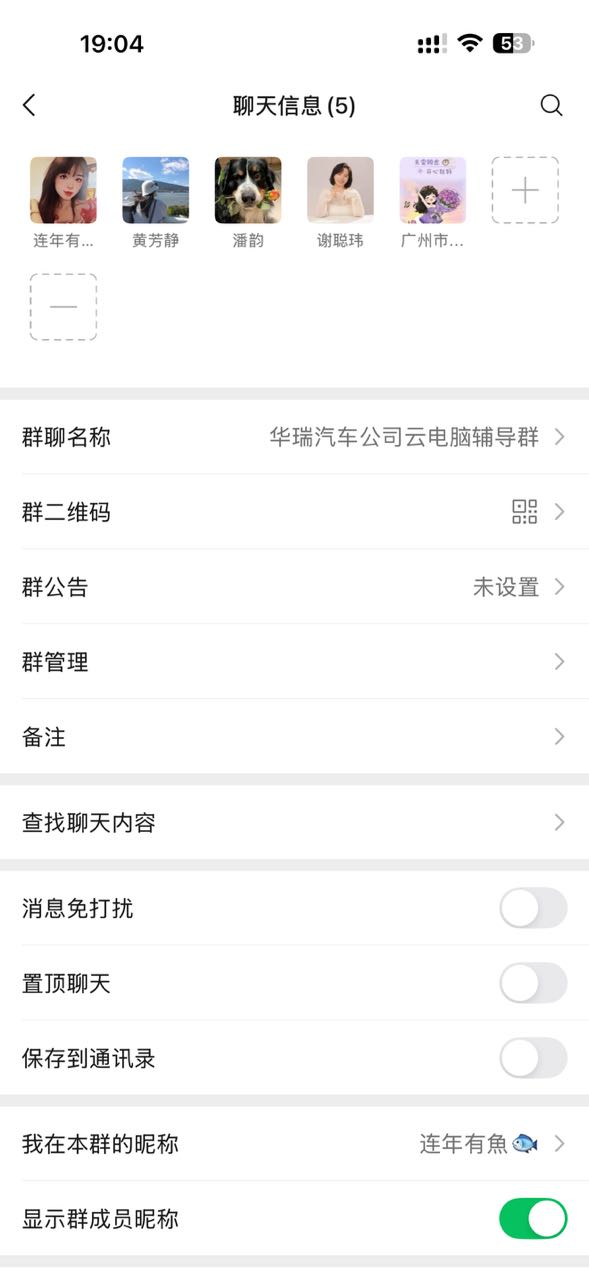 19:04
53
聊天信息(5)
连年有...
黄芳静
潘韵
谢聪玮
广州市...
群聊名称
华瑞汽车公司云电脑辅导群
群二维码
群公告
未设置
群管理
备注
查找聊天内容
消息免打扰
置顶聊天
保存到通讯录
我在本群的昵称
连年有魚🐟
显示群成员昵称